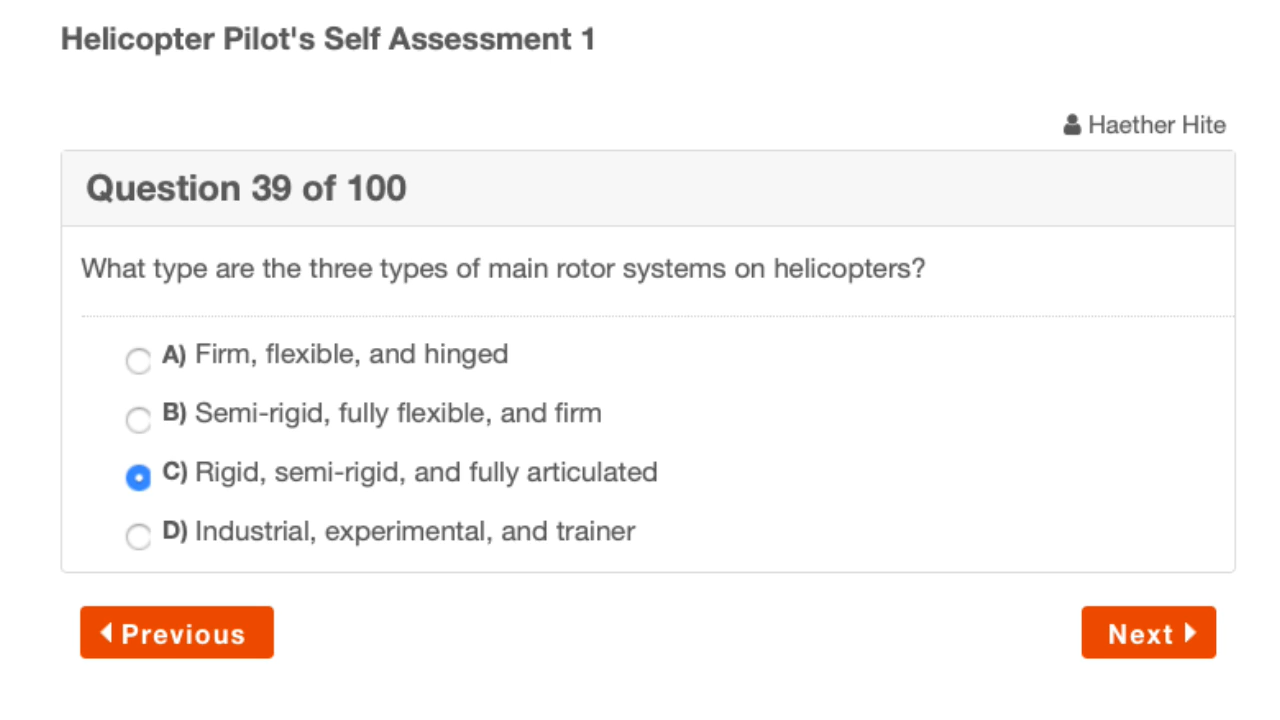 Helicopter Pilot's Self Assessment 1
Haether Hite
Question 39 of 100
What type are the three types of main rotor systems on helicopters?
A) Firm, flexible, and hinged
B) Semi-rigid, fully flexible, and firm
C) Rigid, semi-rigid, and fully articulated
D) Industrial, experimental, and trainer
Previous
Next